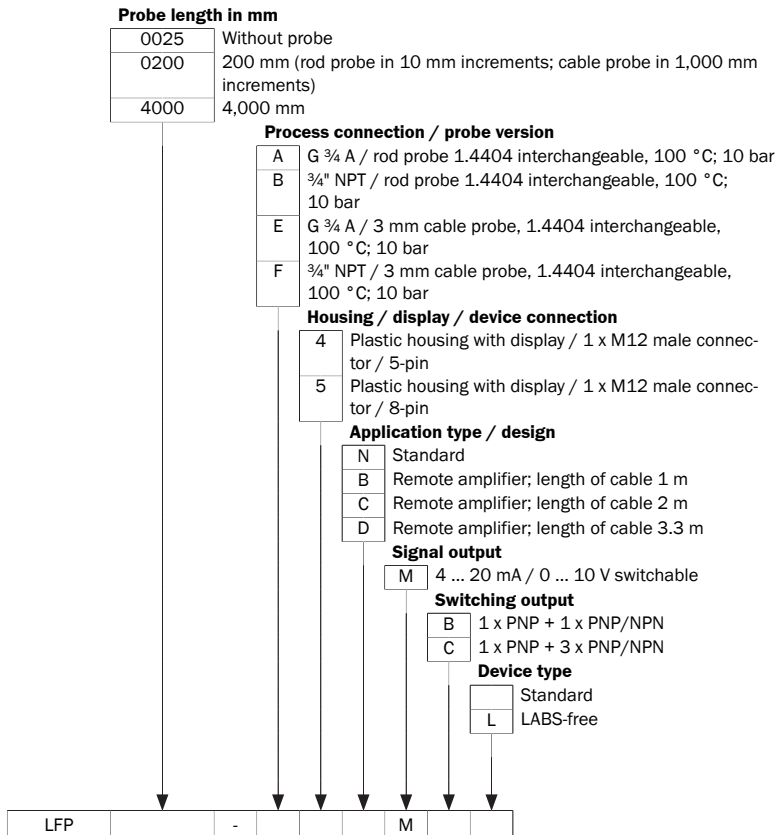 Probe length in mm
0025 Without probe
0200 200 mm (rod probe in 10 mm increments; cable probe in 1,000 mm
increments)
4000 4,000 mm
Process connection / probe version
A G ¾ A / rod probe 1.4404 interchangeable, 100 °C; 10 bar
B ¾" NPT / rod probe 1.4404 interchangeable, 100 °C;
10 bar
E G ¾ A / 3 mm cable probe, 1.4404 interchangeable,
100 °C; 10 bar
F ¾" NPT / 3 mm cable probe, 1.4404 interchangeable,
100 °C; 10 bar
Housing / display / device connection
4 Plastic housing with display / 1 x M12 male connec-
tor / 5-pin
5 Plastic housing with display / 1 x M12 male connec-
tor / 8-pin
Application type / design
N Standard
B Remote amplifier; length of cable 1 m
C Remote amplifier; length of cable 2 m
D Remote amplifier; length of cable 3.3 m
Signal output
M 4 ... 20 mA / 0 ... 10 V switchable
Switching output
B 1 x PNP + 1 x PNP/NPN
C 1 x PNP + 3 x PNP/NPN
Device type
Standard
L LABS-free
LFP - M